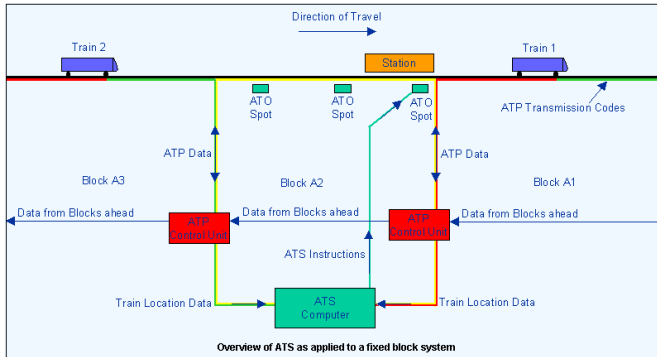 Direction of Travel
Train 2
Station
Train 1
ATO
Spot
ATO
Spot
ATO
Spot
ATP Transmission Codes
ATP Data
ATP Data
Block A3
Block A2
Block A1
Data from Blocks ahead
Data from Blocks ahead
Data from Blocks ahead
ATP
Control Unit
ATP
Control Unit
ATS Instructions
Train Location Data
ATS
Computer
Train Location Data
Overview of ATS as applied to a fixed block system